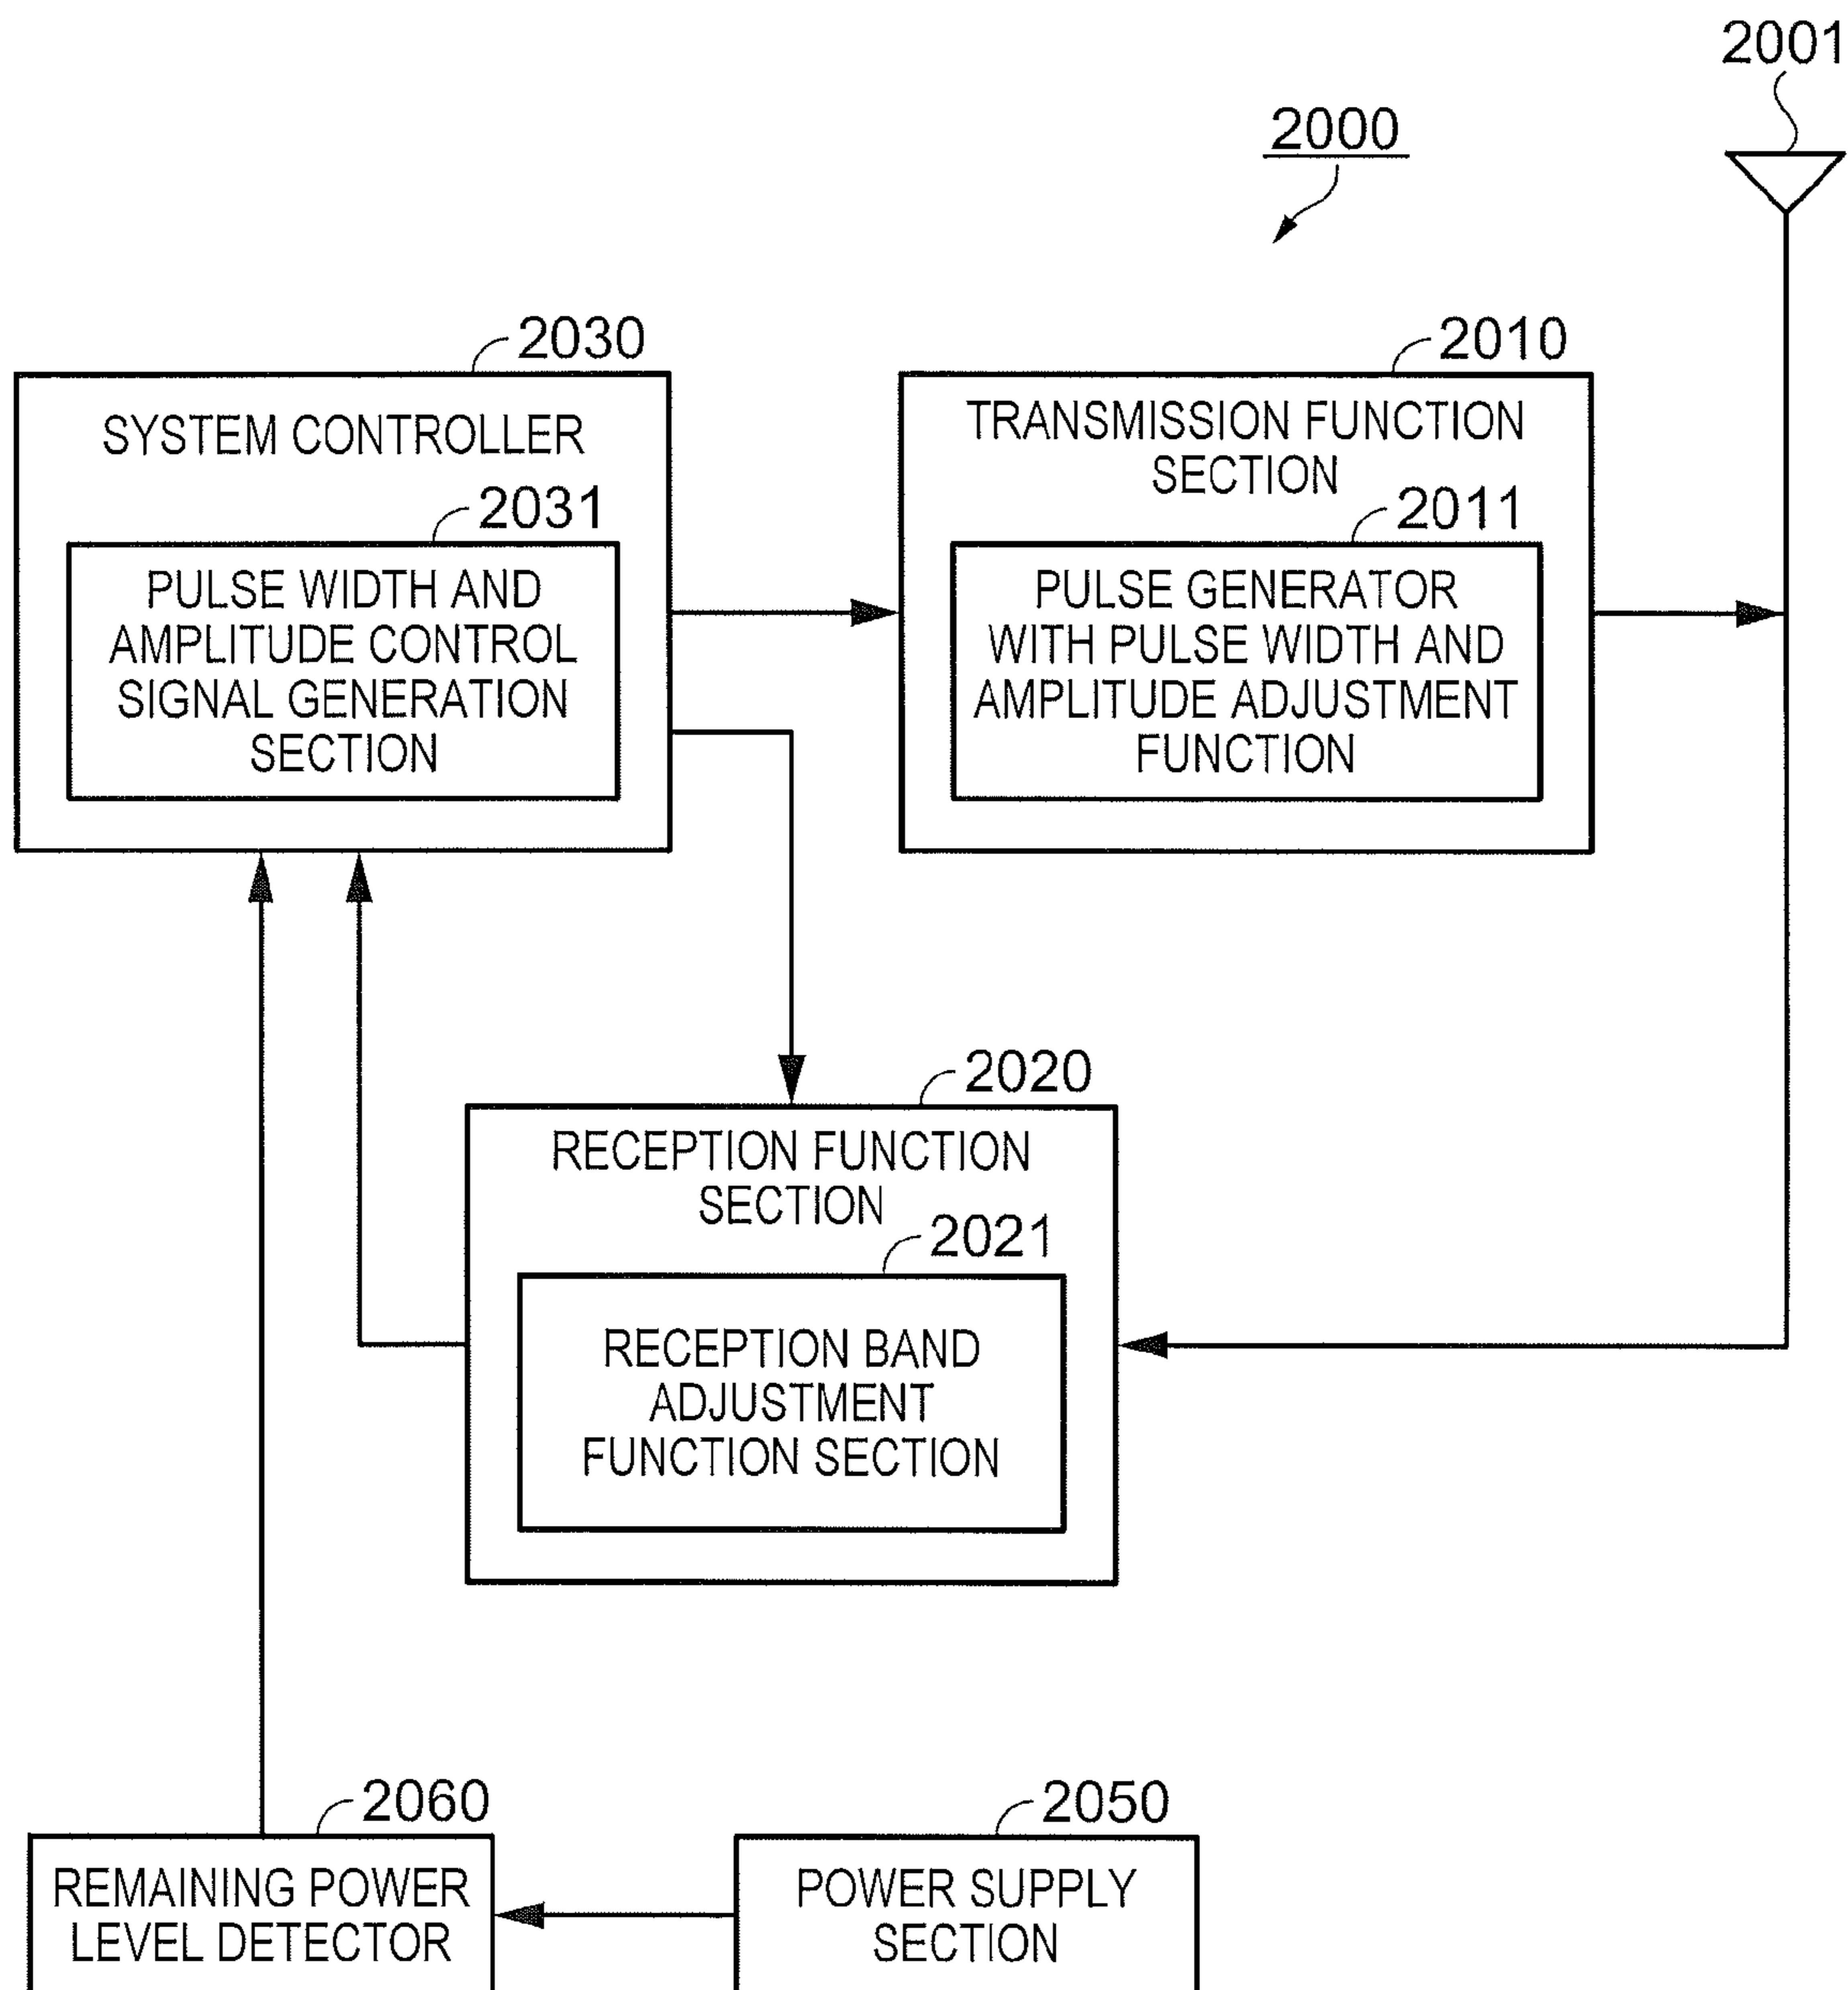 2001
2000
2030
2010
SYSTEM CONTROLLER
TRANSMISSION FUNCTION
SECTION
2031
2011
PULSE WIDTH AND
AMPLITUDE CONTROL
SIGNAL GENERATION
SECTION
PULSE GENERATOR
WITH PULSE WIDTH AND
AMPLITUDE ADJUSTMENT
FUNCTION
2020
RECEPTION FUNCTION
SECTION
2021
RECEPTION BAND
ADJUSTMENT
FUNCTION SECTION
2060
2050
REMAINING POWER
LEVEL DETECTOR
POWER SUPPLY
SECTION